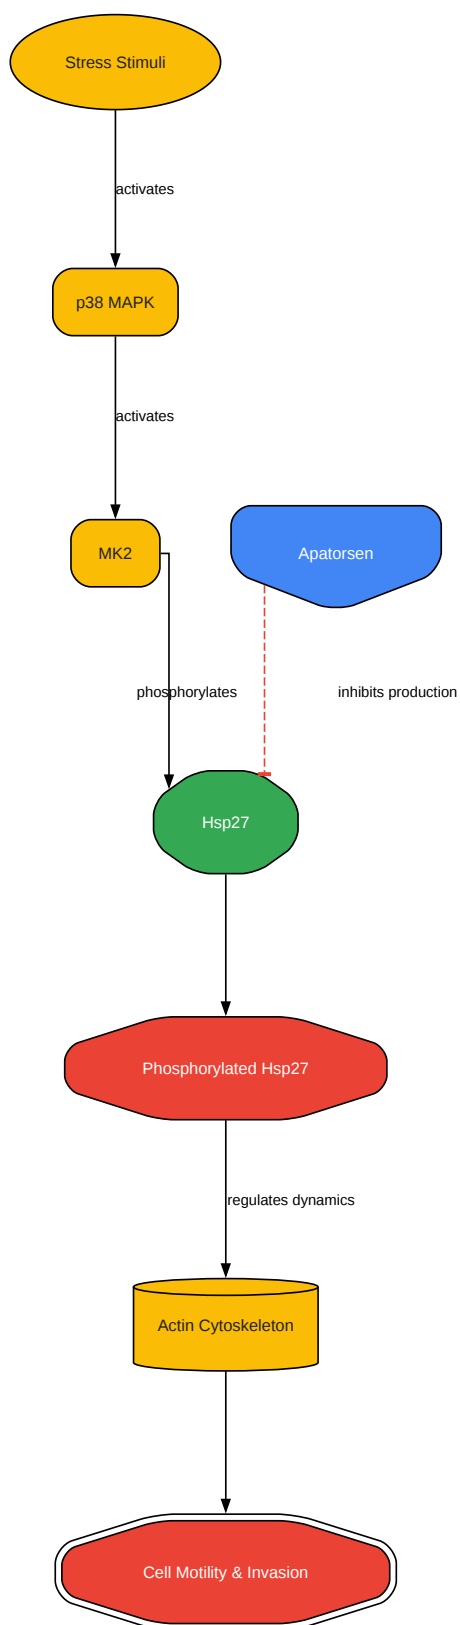 Stress Stimuli
activates
p38 MAPK
activates
MK2
Apatorsen
phosphorylates
inhibits production
Hsp27
Phosphorylated Hsp27
regulates dynamics
Actin Cytoskeleton
Cell Motility & Invasion